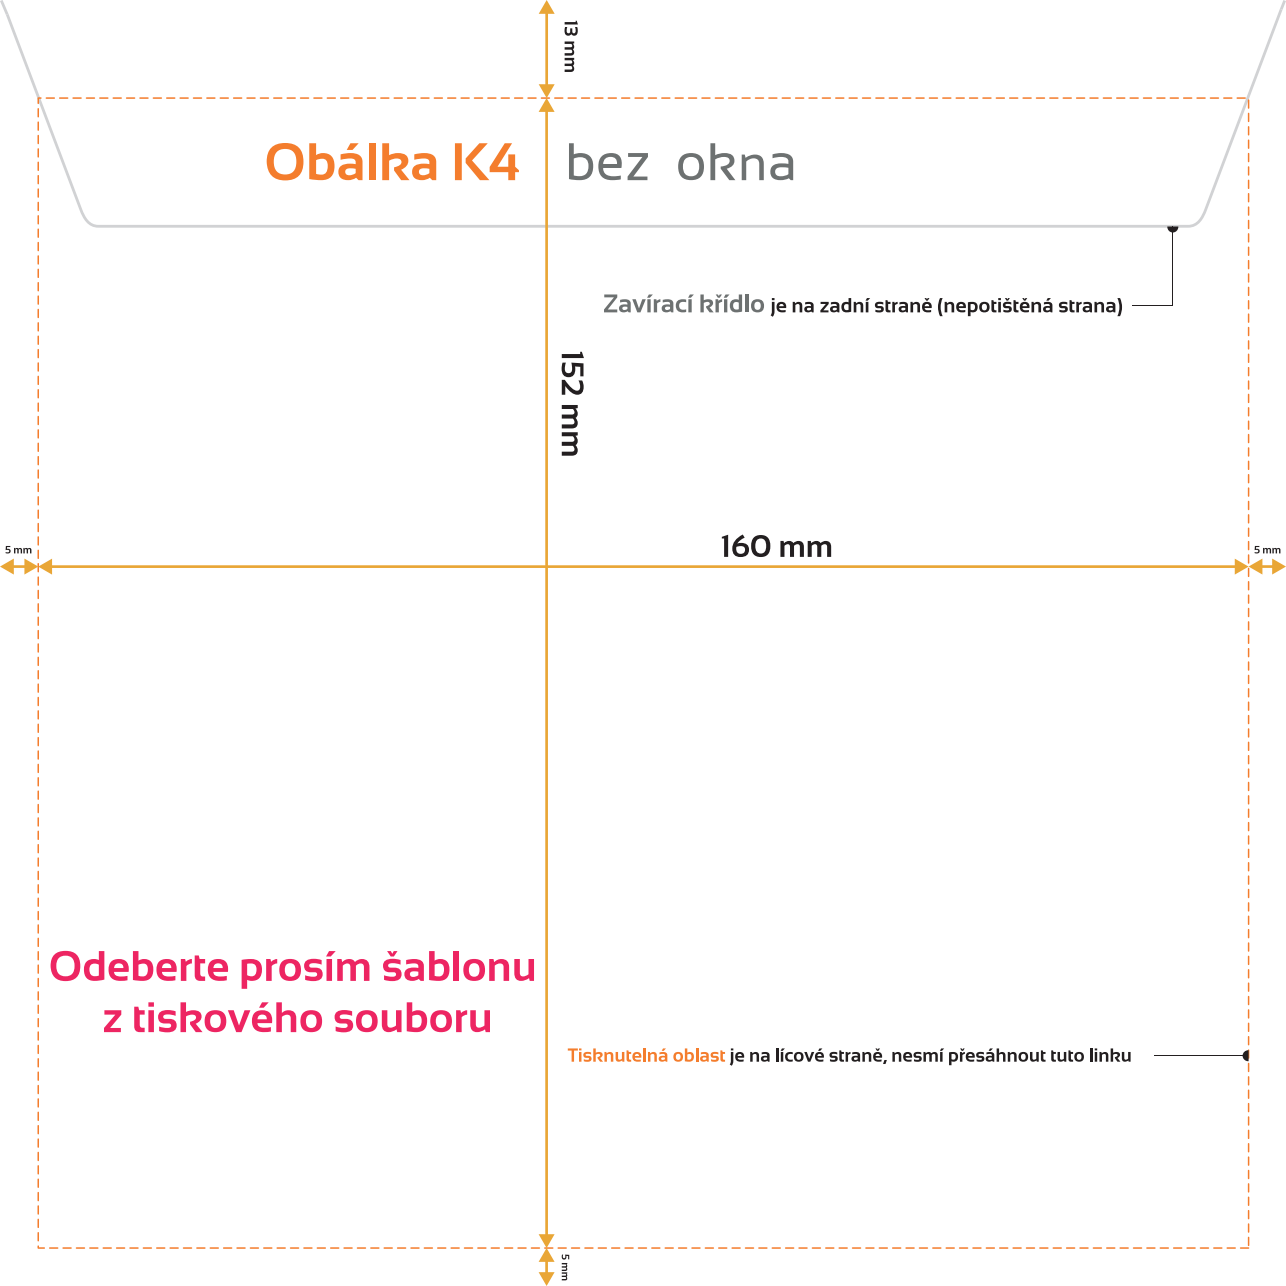 13 mm
Obálka K4 bez okna
Zavírací křídlo je na zadní straně (nepotištěná strana)
152 mm
160 mm
5 mm
5 mm
Odeberte prosím šablonu
z tiskového souboru
Tisknutelná oblast je na lícové straně, nesmí přesáhnout tuto linku
5 mm